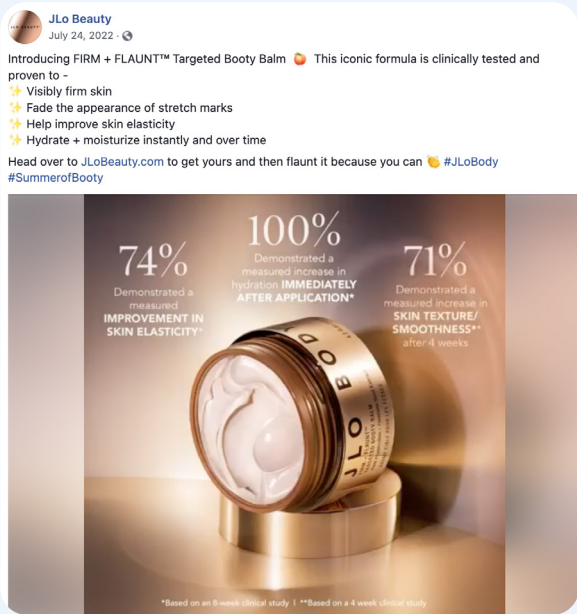 JLo Beauty
July 24, 2022 ·
Introducing FIRM + FLAUNT™ Targeted Booty Balm 🍑 This iconic formula is clinically tested and
proven to -
✨ Visibly firm skin
✨ Fade the appearance of stretch marks
✨ Help improve skin elasticity
✨ Hydrate + moisturize instantly and over time
Head over to JLoBeauty.com to get yours and then flaunt it because you can 👏 #JLoBody
#SummerofBooty
100%
Demonstrated a
measured increase in
hydration IMMEDIATELY
AFTER APPLICATION*
74%
Demonstrated a
measured
IMPROVEMENT IN
SKIN ELASTICITY*
71%
Demonstrated a
measured increase in
SKIN TEXTURE/
SMOOTHNESS**
after 4 weeks
JLO BODY
*Based on an 8-week clinical study | **Based on a 4 week clinical study